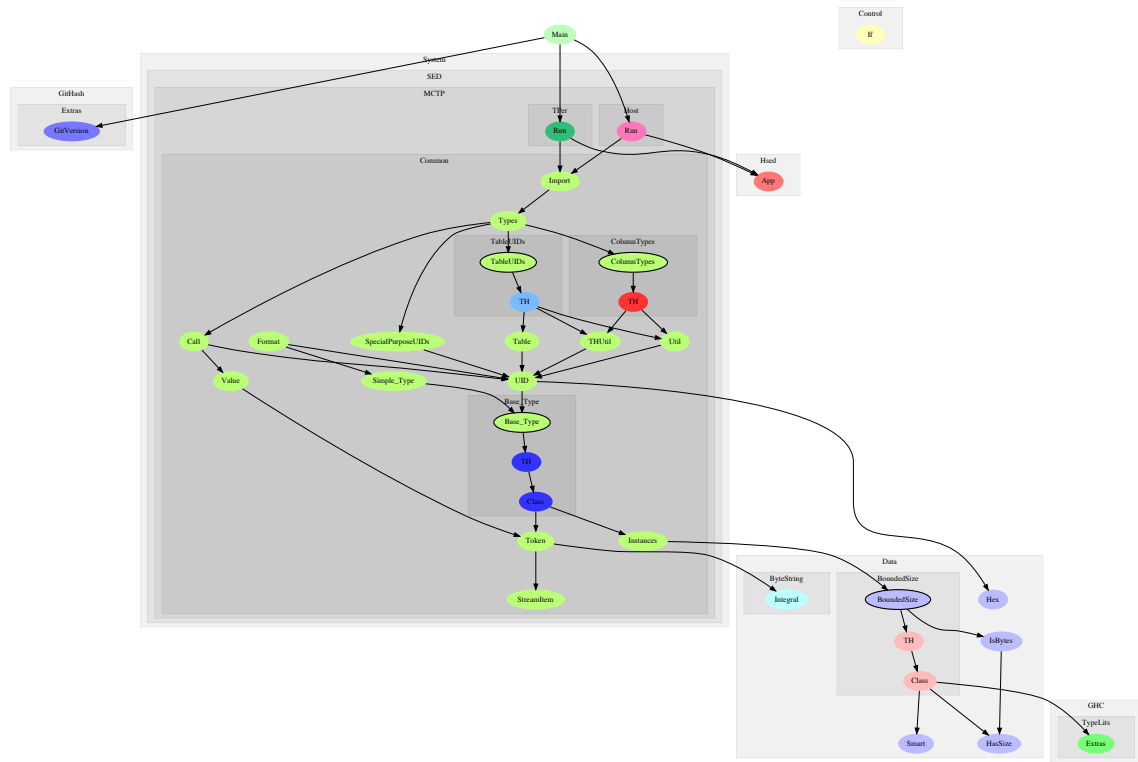 Control
If
Main
System
SED
MCTP
GitHash
Extras
GitVersion
TPer
Run
Host
Run
Common
Hsed
App
Import
Types
TableUIDs
TableUIDs
ColumnTypes
ColumnTypes
TH
TH
Call
Format
SpecialPurposeUIDs
Table
THUtil
Util
Value
Simple_Type
UID
Base_Type
Base_Type
TH
Class
Token
Instances
StreamItem
Data
ByteString
Integral
BoundedSize
BoundedSize
Hex
TH
IsBytes
Class
Smart
HasSize
GHC
TypeLits
Extras